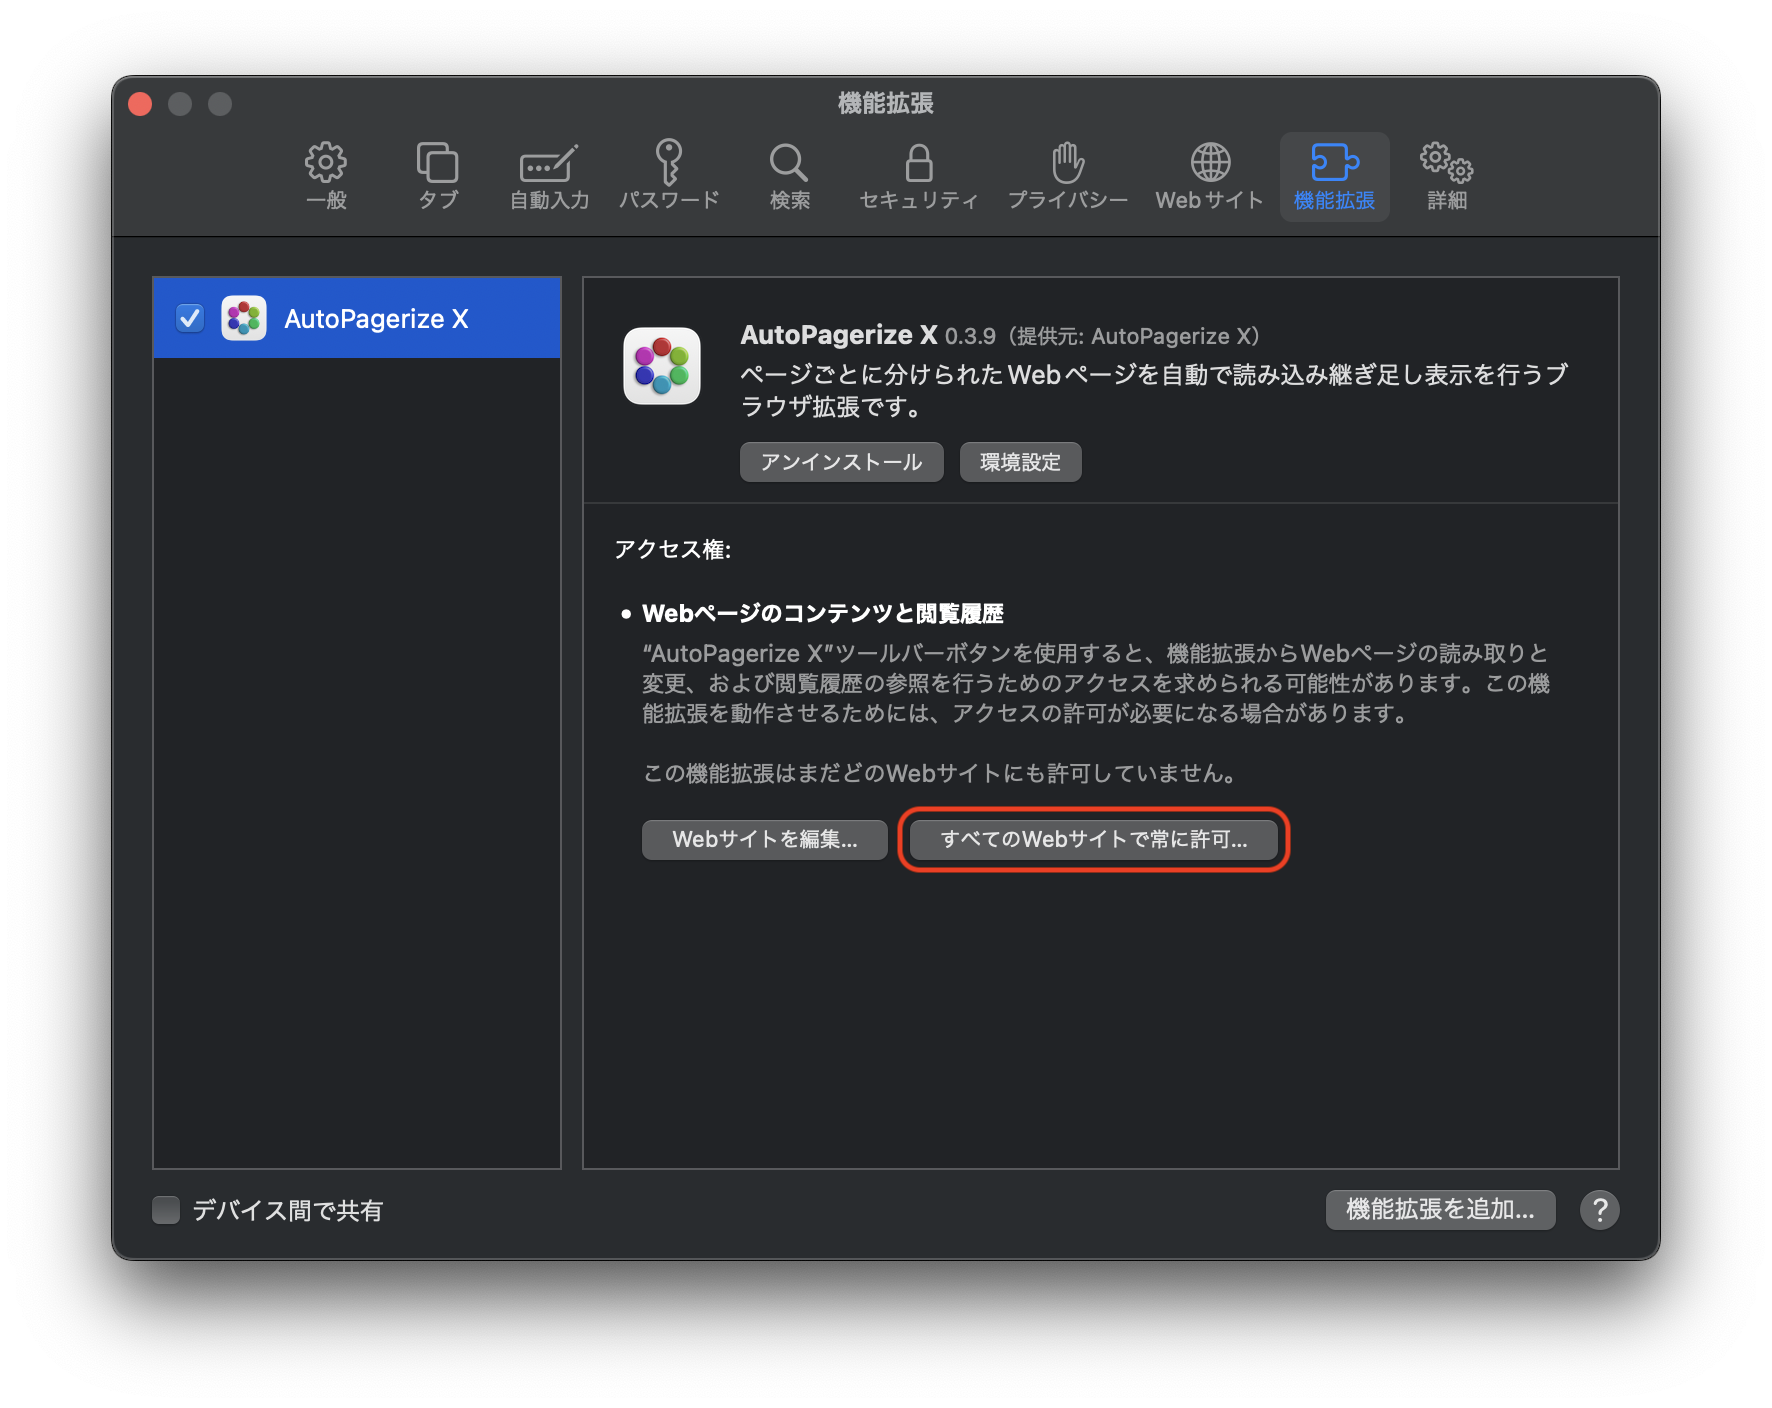 機能拡張
一般
タブ
自動入力
パスワード
検索
セキュリティ
プライバシー
Webサイト
機能拡張
詳細
AutoPagerize X
AutoPagerize X 0.3.9（提供元: AutoPagerize X）
ページごとに分けられたWebページを自動で読み込み継ぎ足し表示を行うブ
ラウザ拡張です。
アンインストール
環境設定
アクセス権:
• Webページのコンテンツと閲覧履歴
“AutoPagerize X”ツールバーボタンを使用すると、機能拡張からWebページの読み取りと
変更、および閲覧履歴の参照を行うためのアクセスを求められる可能性があります。この機
能拡張を動作させるためには、アクセスの許可が必要になる場合があります。
この機能拡張はまだどのWebサイトにも許可していません。
Webサイトを編集...
すべてのWebサイトで常に許可...
デバイス間で共有
機能拡張を追加...
?